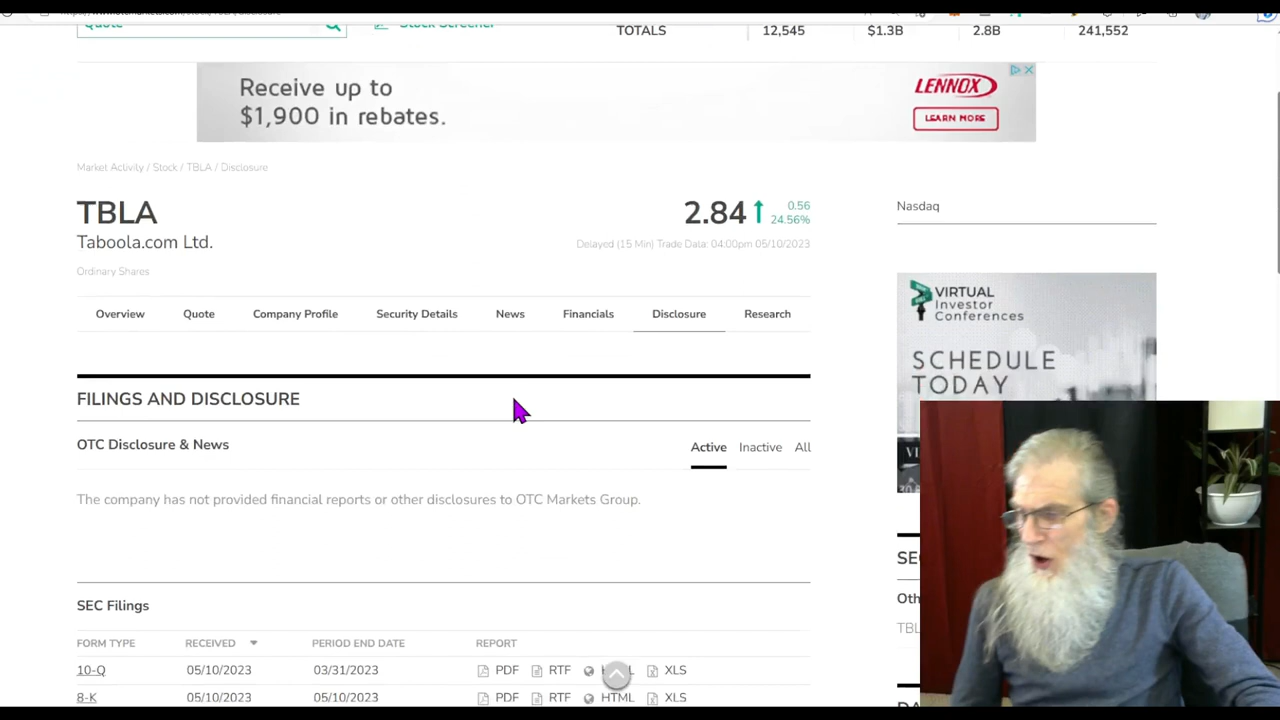 Quote
Stock Screener
TOTALS 12,545 $1.3B 2.8B 241,552
Receive up to
$1,900 in rebates.
LENNOX
LEARN MORE
Market Activity / Stock / TBLA / Disclosure
TBLA
2.84 0.56
24.56%
Taboola.com Ltd.
Delayed (15 Min) Trade Data: 04:00pm 05/10/2023
Ordinary Shares
Nasdaq
Overview Quote Company Profile Security Details News Financials Disclosure Research
VIRTUAL
Investor
Conferences
SCHEDULE
TODAY
FILINGS AND DISCLOSURE
OTC Disclosure & News
Active Inactive All
The company has not provided financial reports or other disclosures to OTC Markets Group.
SEC Filings
FORM TYPE RECEIVED PERIOD END DATE REPORT
10-Q 05/10/2023 03/31/2023 PDF RTF XLS
8-K 05/10/2023 05/10/2023 PDF RTF HTML XLS